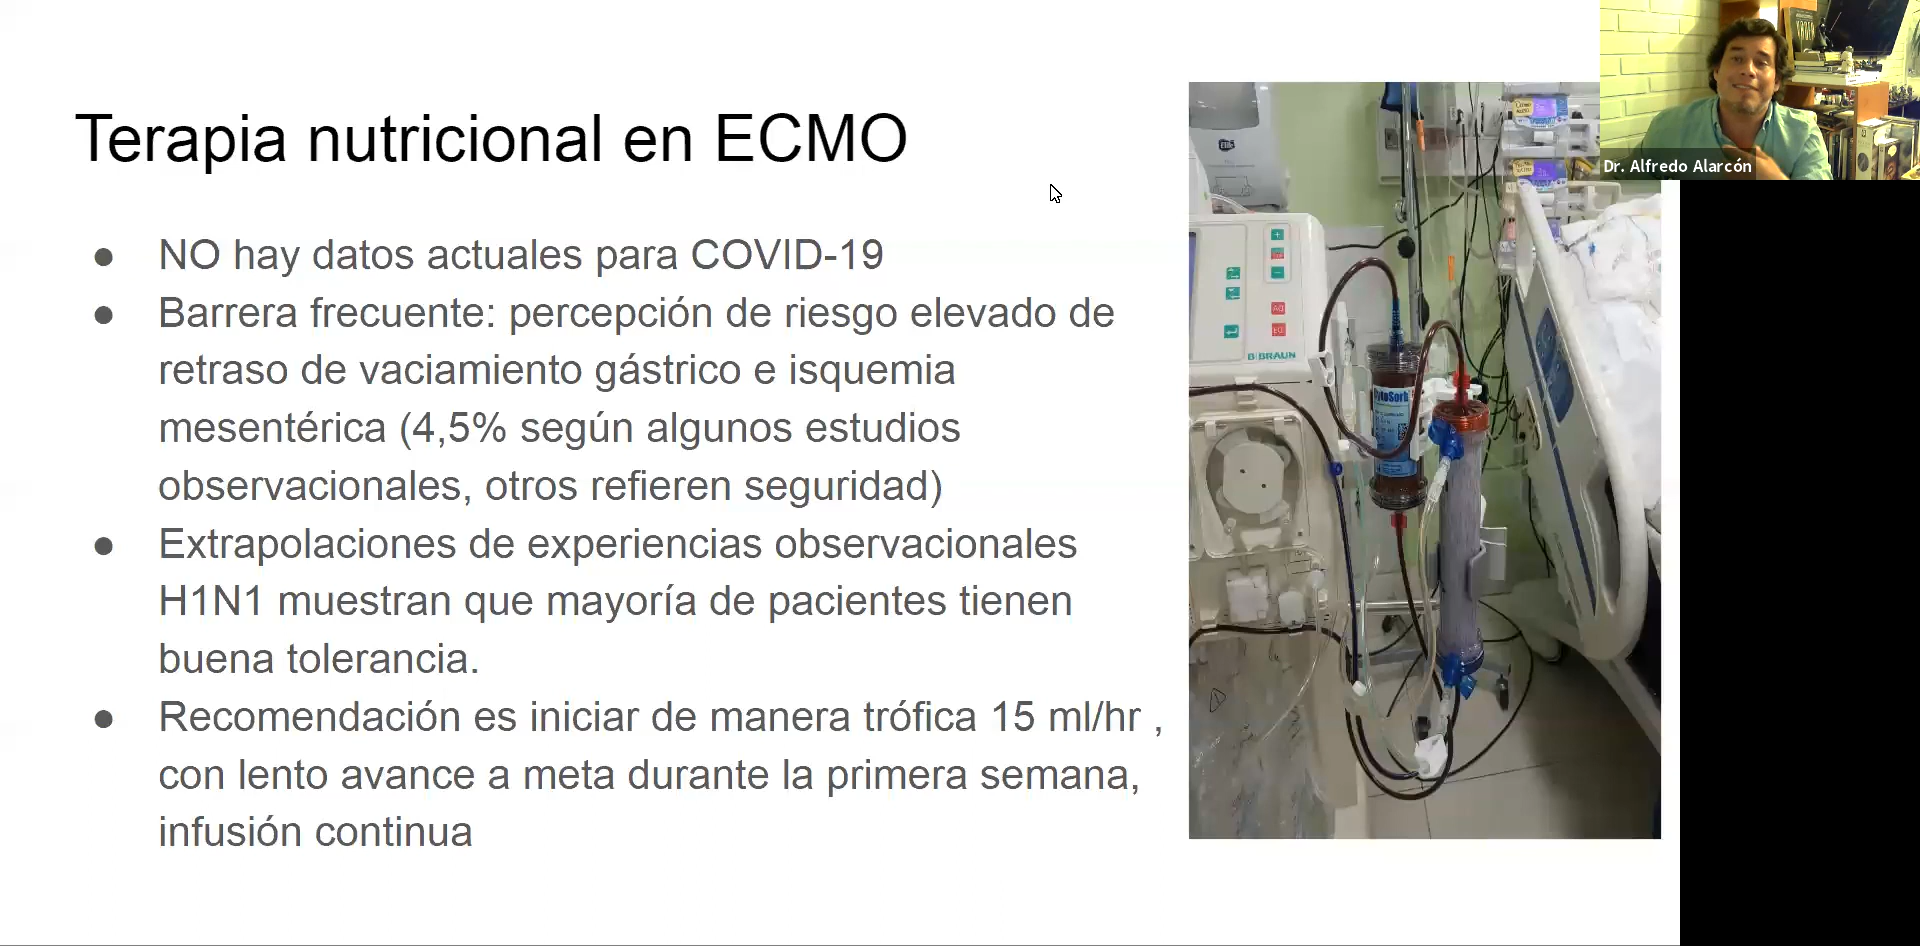 Terapia nutricional en ECMO
● NO hay datos actuales para COVID-19
● Barrera frecuente: percepción de riesgo elevado de
retraso de vaciamiento gástrico e isquemia
mesentérica (4,5% según algunos estudios
observacionales, otros refieren seguridad)
● Extrapolaciones de experiencias observacionales
H1N1 muestran que mayoría de pacientes tienen
buena tolerancia.
● Recomendación es iniciar de manera trófica 15 ml/hr ,
con lento avance a meta durante la primera semana,
infusión continua
Dr. Alfredo Alarcón
B|BRAUN
CytoSorb